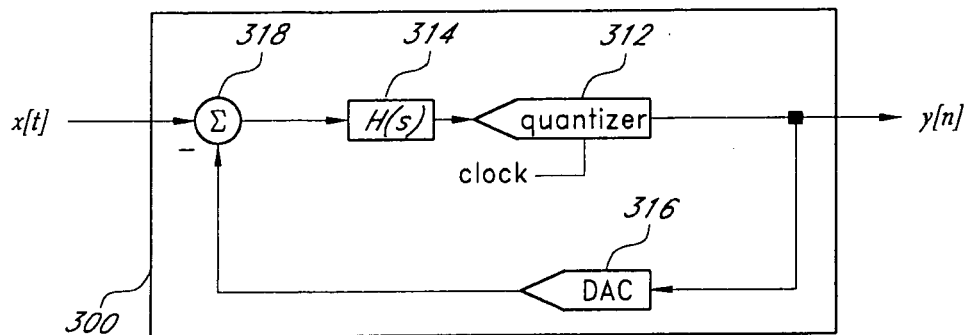 318
314
312
x[t]
Σ
H(s)
quantizer
y[n]
−
clock
316
DAC
300